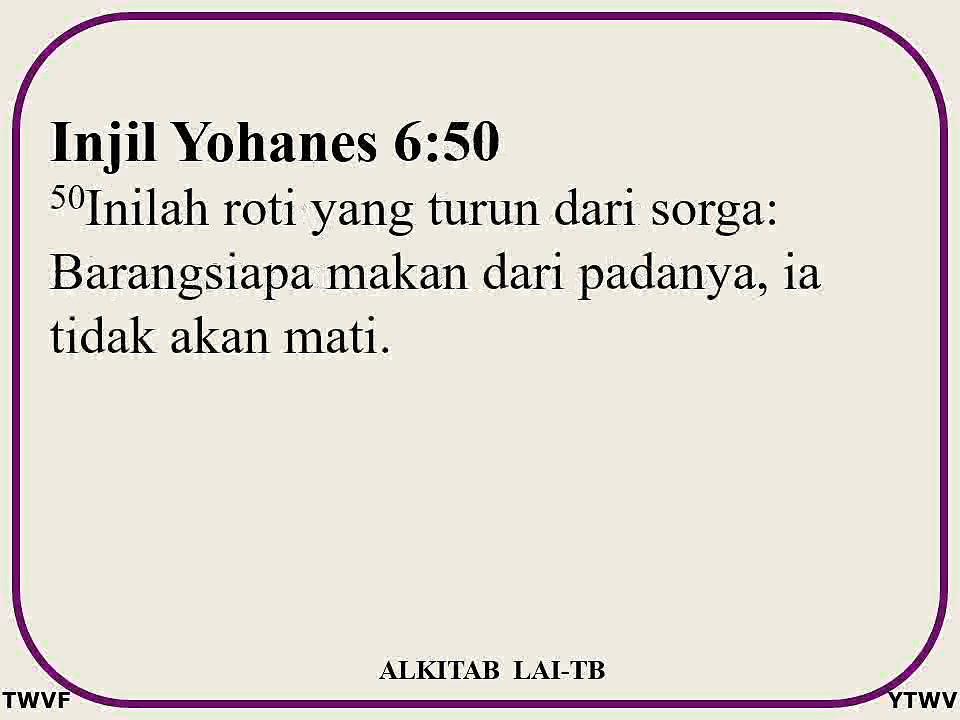 Injil Yohanes 6:50
50Inilah roti yang turun dari sorga:
Barangsiapa makan dari padanya, ia
tidak akan mati.
ALKITAB LAI-TB
TWVF
YTWV